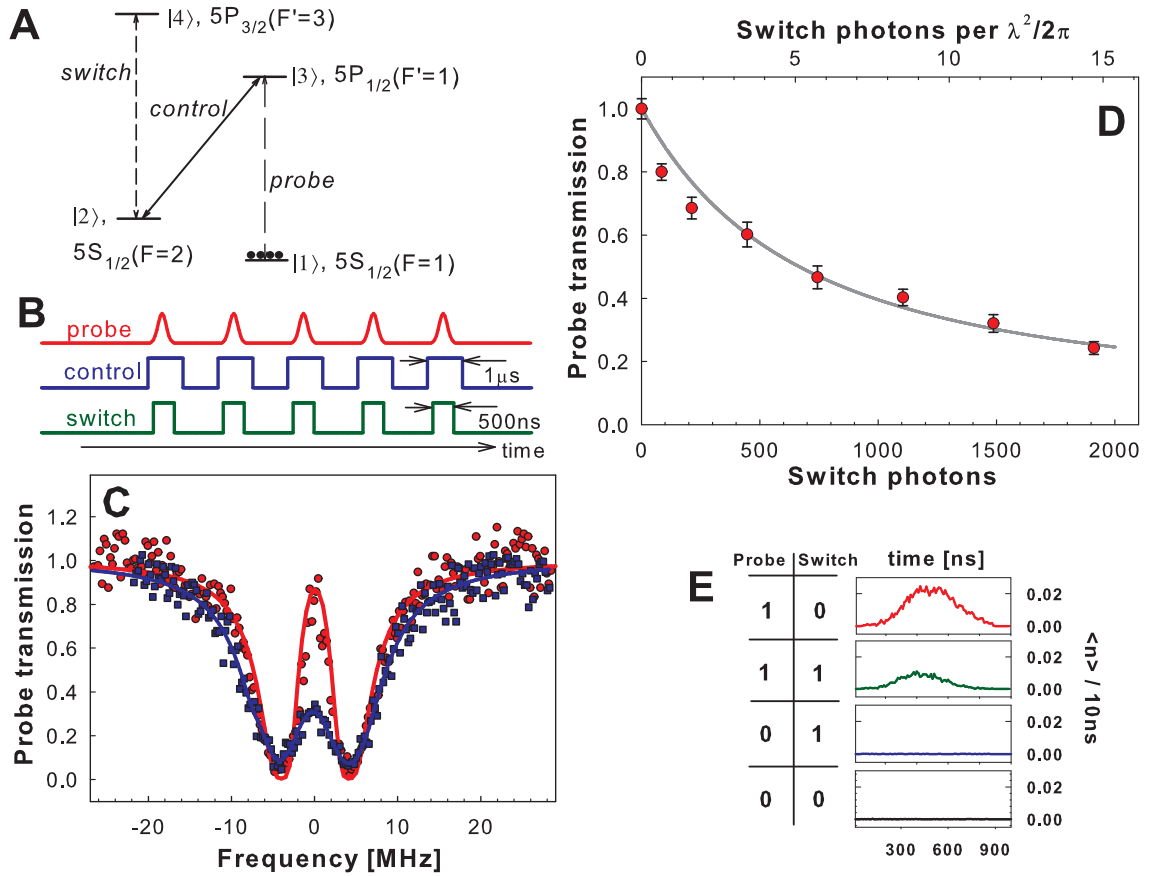 A
|4⟩, 5P3/2(F'=3)
switch
|3⟩, 5P1/2(F'=1)
control
probe
|2⟩,
5S1/2(F=2)
|1⟩, 5S1/2(F=1)
B
probe
control
1μs
switch
500ns
time
C
Probe transmission
1.2
1.0
0.8
0.6
0.4
0.2
0.0
-20 -10 0 10 20
Frequency [MHz]
Switch photons per λ²/2π
0 5 10 15
D
Probe transmission
1.0
0.8
0.6
0.4
0.2
0.0
0 500 1000 1500 2000
Switch photons
E
Probe Switch time [ns]
1 0 0.02
0.00
1 1 0.02
0.00
0 1 0.02
0.00
0 0 0.02
0.00
300 600 900
<n> / 10ns